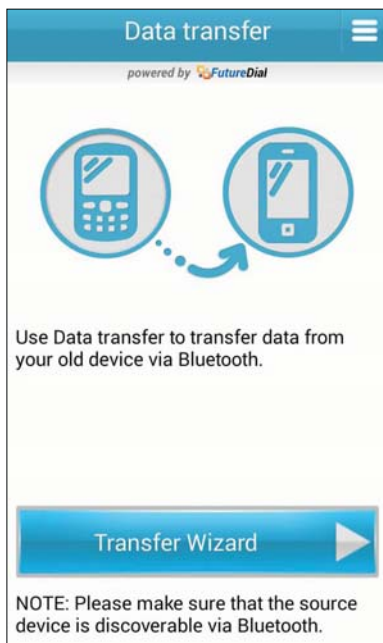 Data transfer
powered by FutureDial
Use Data transfer to transfer data from
your old device via Bluetooth.
Transfer Wizard
NOTE: Please make sure that the source
device is discoverable via Bluetooth.